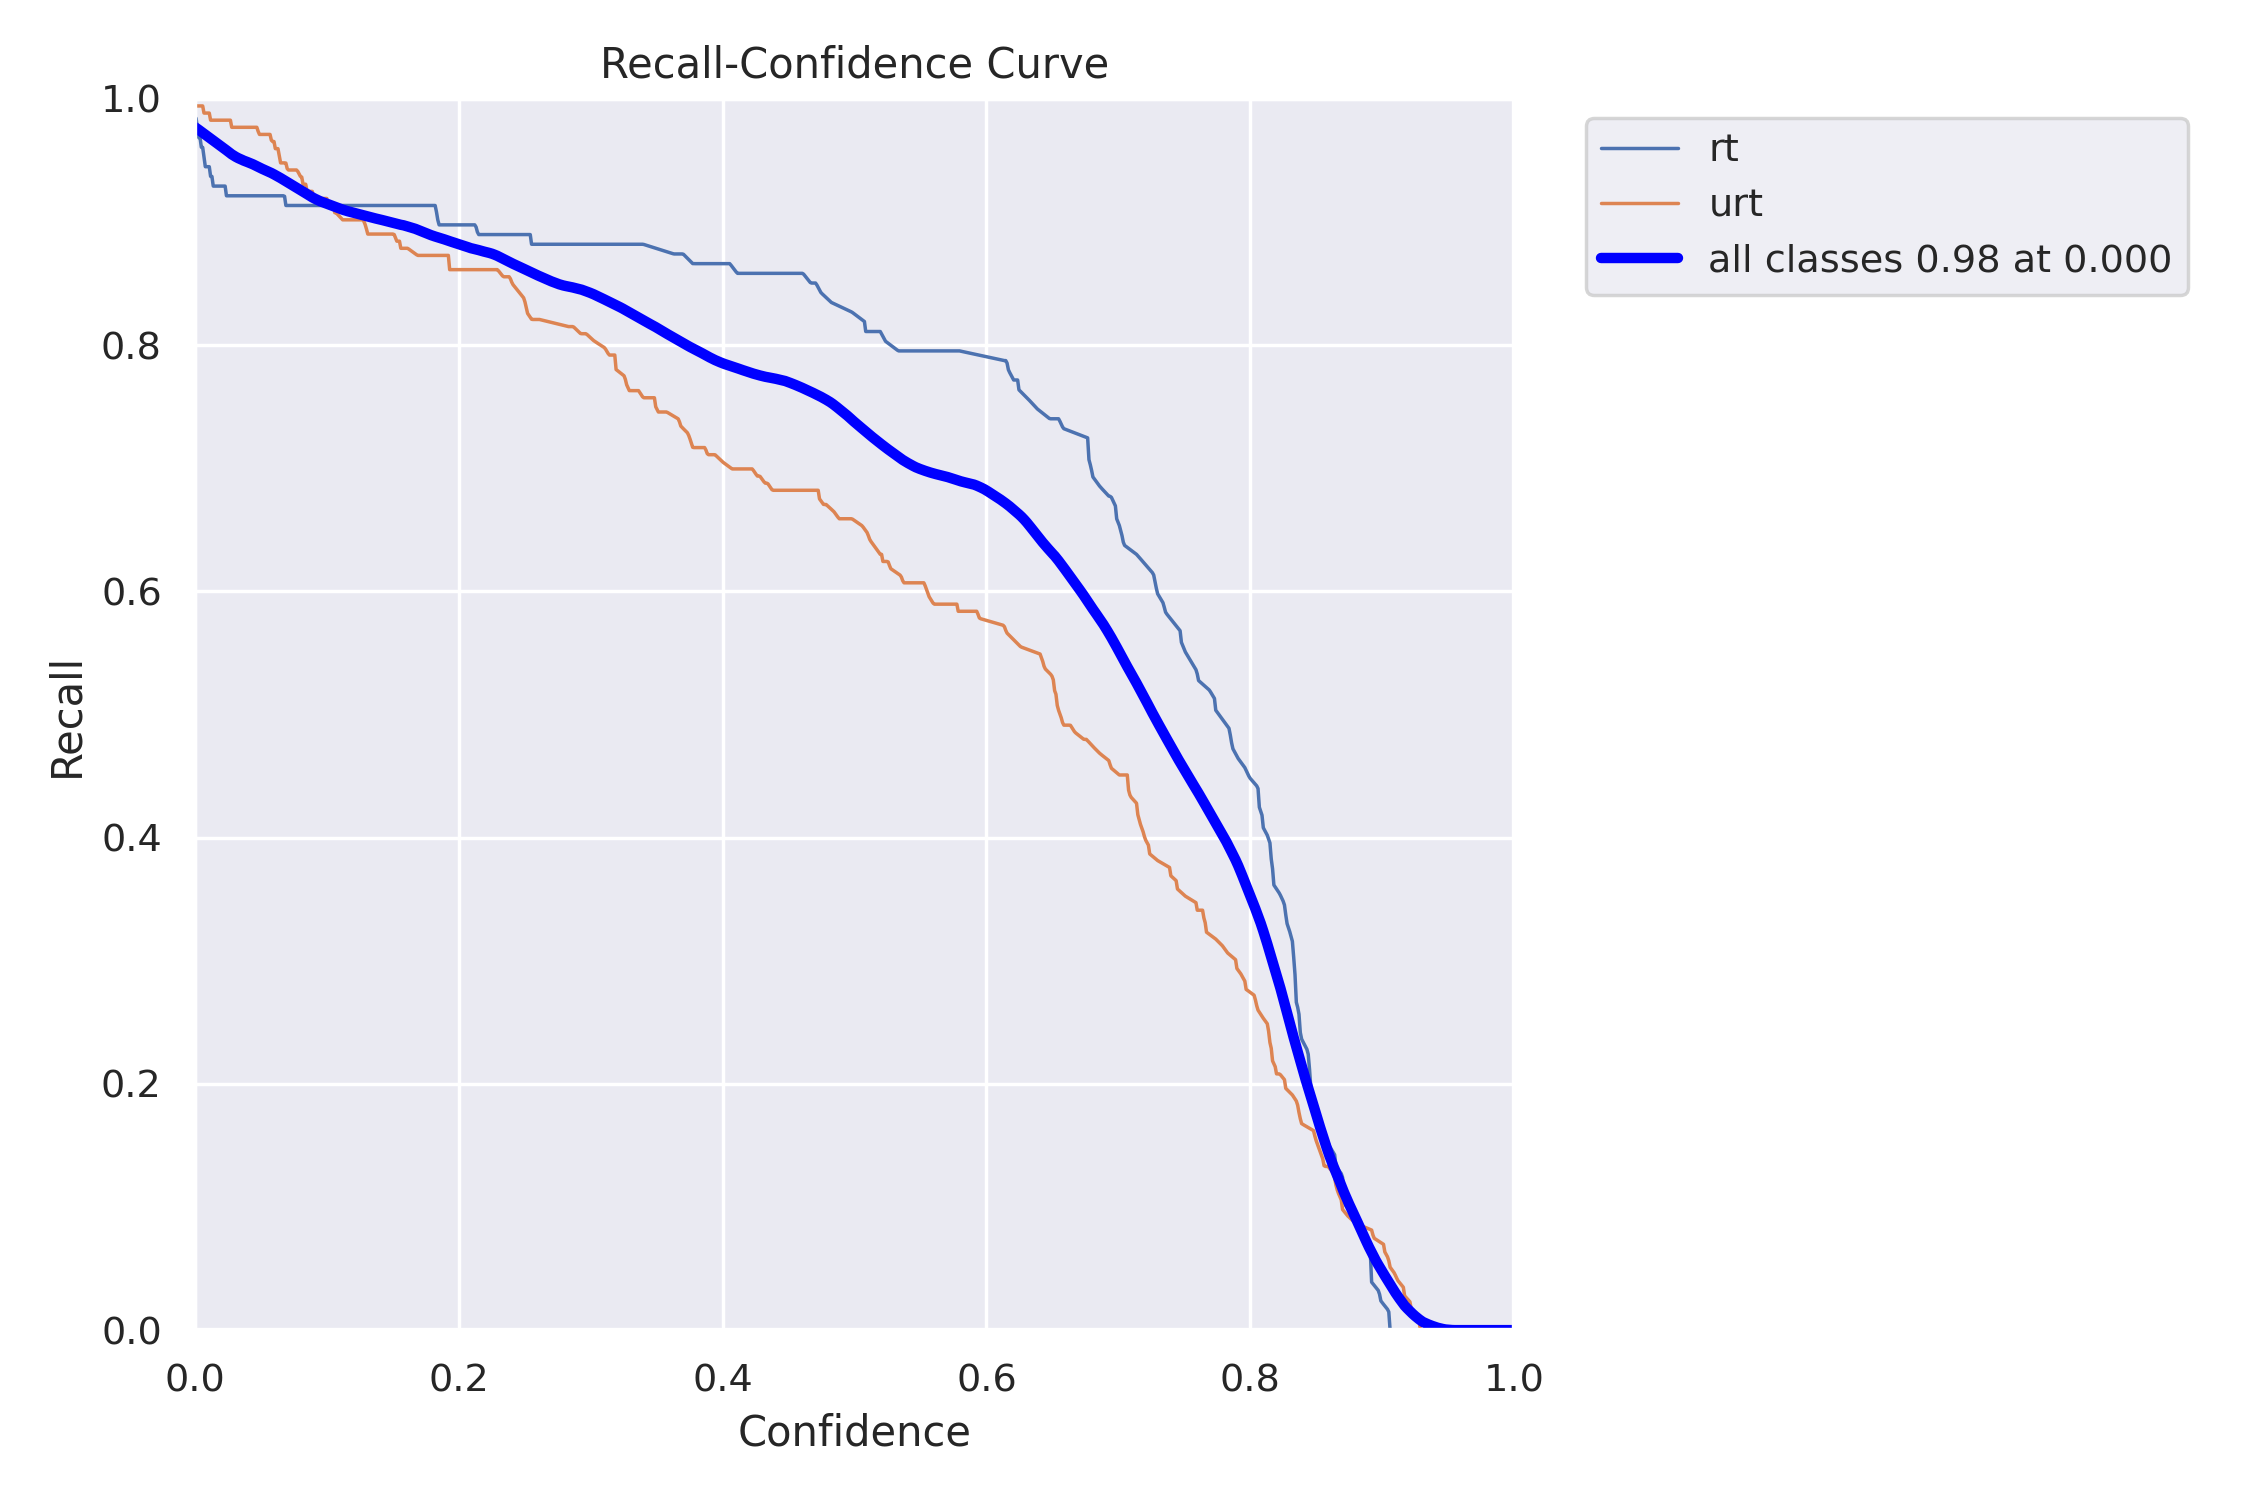 Recall-Confidence Curve
1.0
0.8
0.6
0.4
0.2
0.0
Recall
0.0 0.2 0.4 0.6 0.8 1.0
Confidence
rt
urt
all classes 0.98 at 0.000